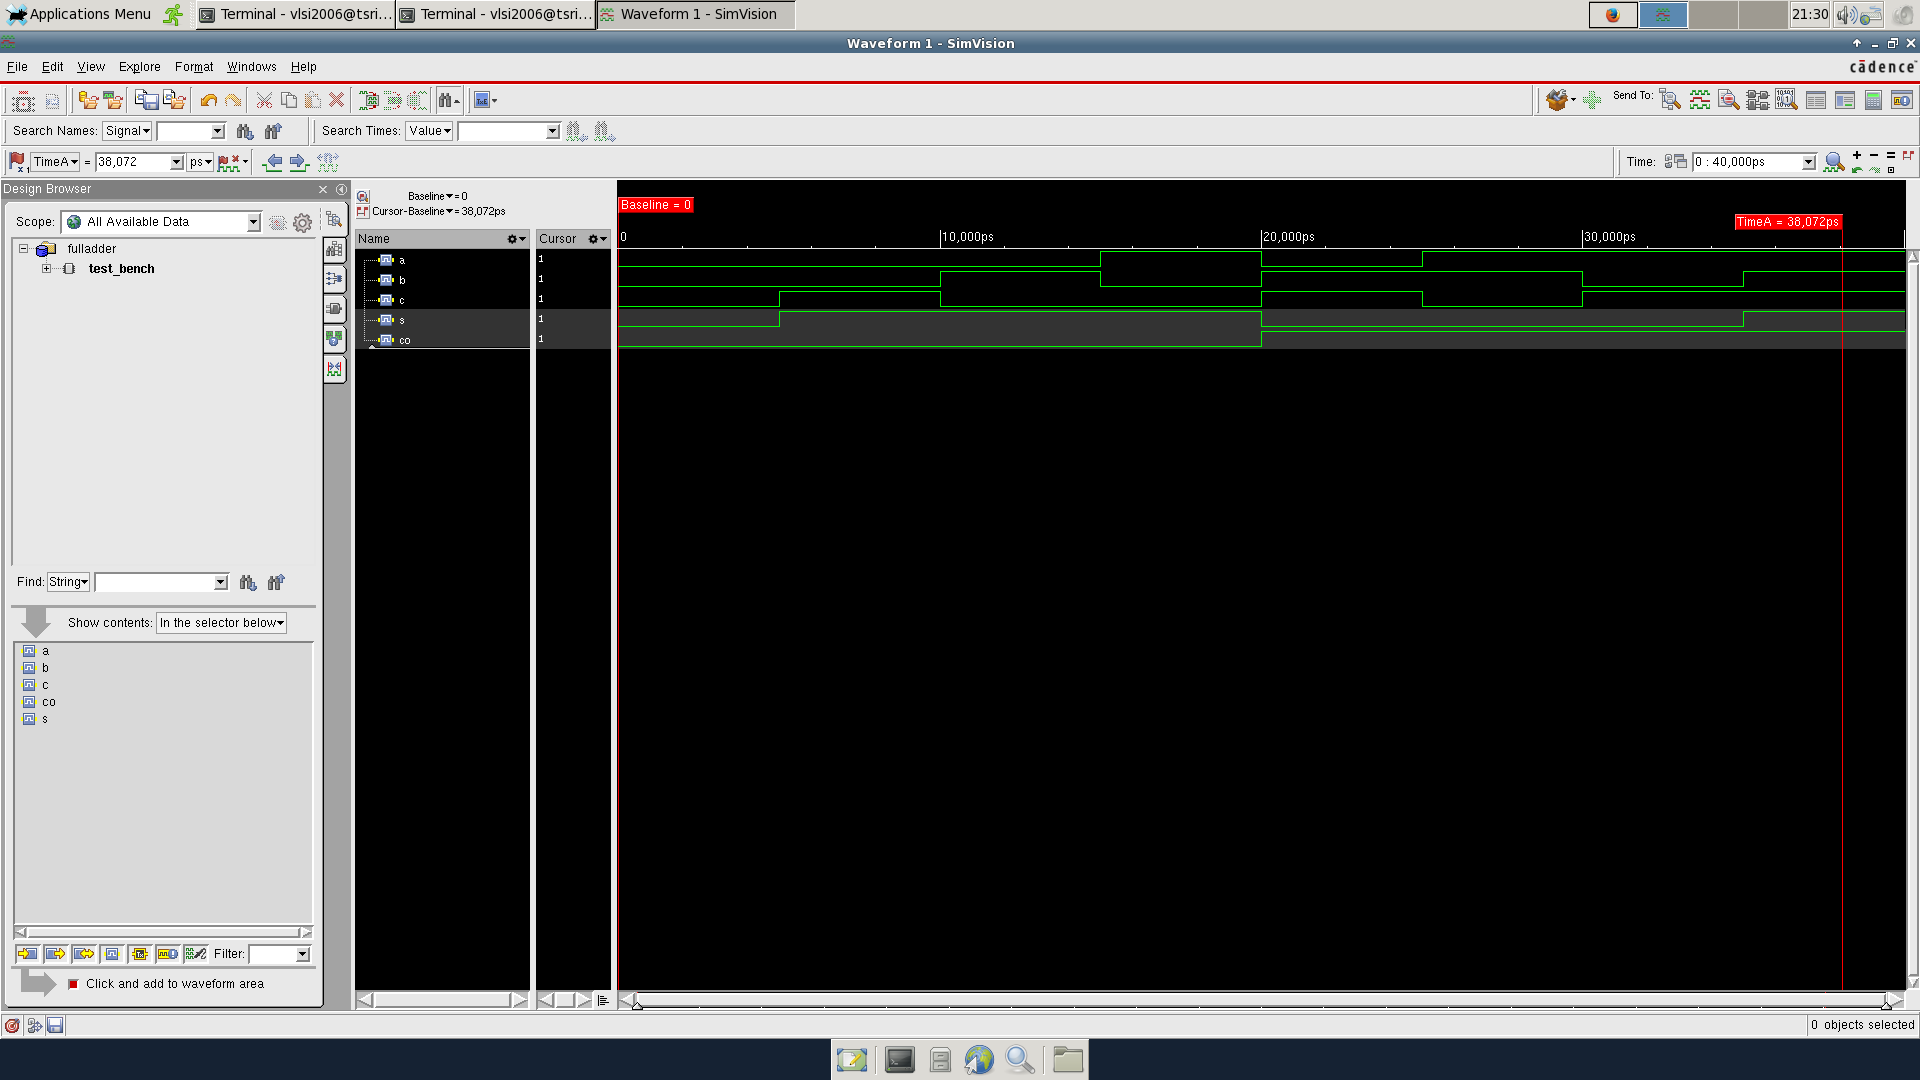 Applications Menu
Terminal - vlsi2006@tsri...
Terminal - vlsi2006@tsri...
Waveform 1 - SimVision
21:30
Waveform 1 - SimVision
File Edit View Explore Format Windows Help
cādence
Send To:
Search Names: Signal
Search Times: Value
TimeA = 38,072 ps
Time: 0 : 40,000ps
Design Browser
Baseline = 0
Cursor-Baseline = 38,072ps
Scope: All Available Data
fulladder
test_bench
Name
Cursor
Baseline = 0
TimeA = 38,072ps
0
10,000ps
20,000ps
30,000ps
a 1
b 1
c 1
s 1
co 1
Find: String
Show contents: In the selector below
a
b
c
co
s
Filter:
Click and add to waveform area
0 objects selected